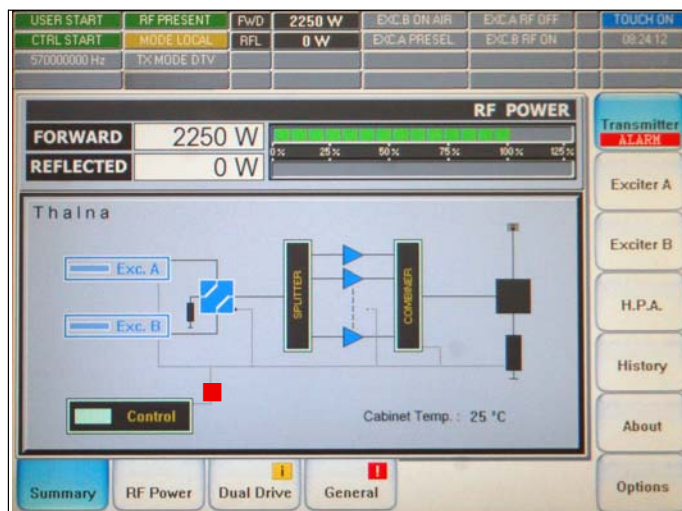 USER START RF PRESENT FWD 2250 W EXC.B ON AIR EXC.A RF OFF TOUCH ON
CTRL START MODE LOCAL RFL 0 W EXC.A PRESEL EXC.B RF ON 08:24:12
570000000 Hz TX MODE DTV
RF POWER
FORWARD 2250 W
REFLECTED 0 W
0% 25% 50% 75% 100% 125%
Transmitter
ALARM
Exciter A
Exciter B
H.P.A.
History
About
Options
Thalna
Exc. A
Exc. B
SPLITTER
COMBINER
Control
Cabinet Temp. : 25 °C
Summary
RF Power
Dual Drive
i
General
!